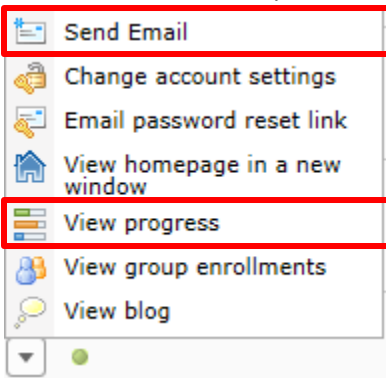 Send Email
Change account settings
Email password reset link
View homepage in a new
window
View progress
View group enrollments
View blog